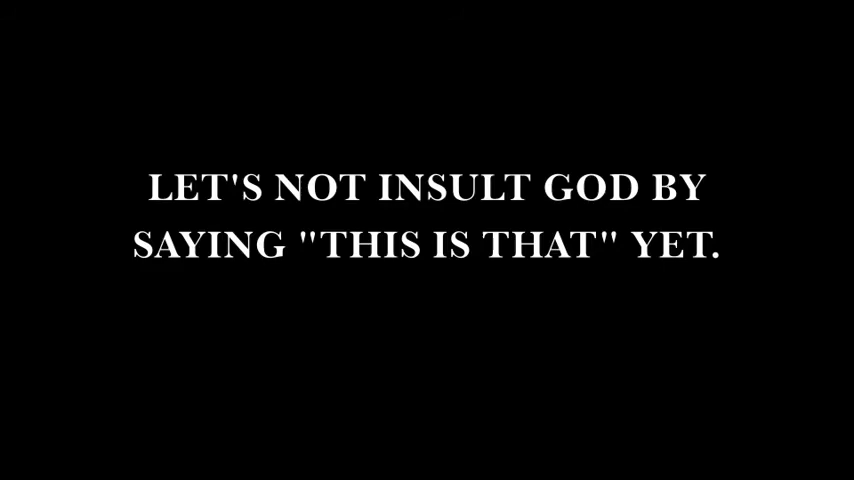 LET'S NOT INSULT GOD BY
SAYING "THIS IS THAT" YET.